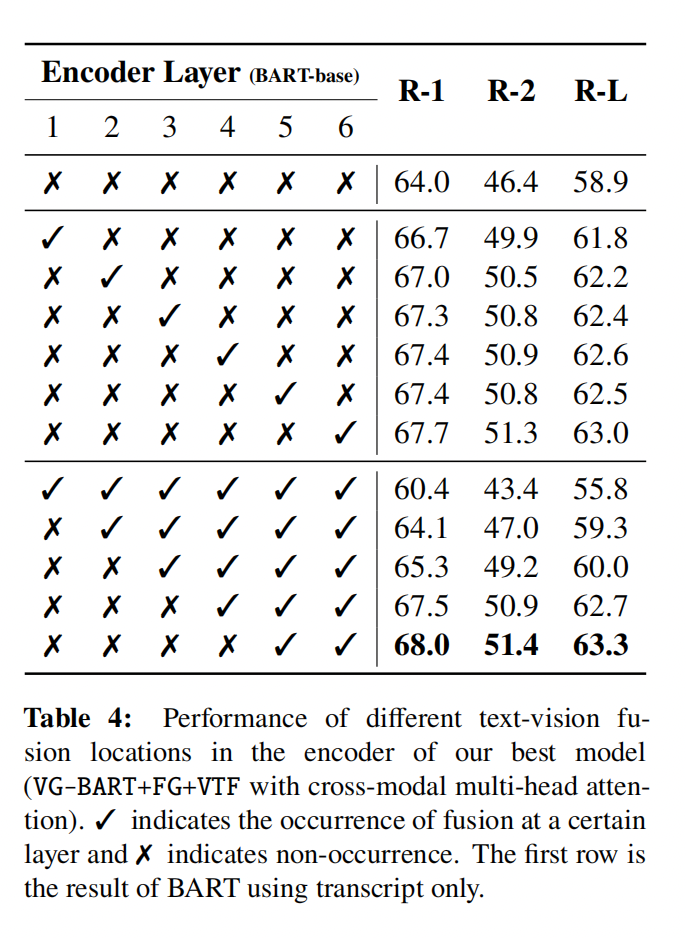 Encoder Layer (BART-base) R-1 R-2 R-L
1 2 3 4 5 6
✗ ✗ ✗ ✗ ✗ ✗ 64.0 46.4 58.9
✓ ✗ ✗ ✗ ✗ ✗ 66.7 49.9 61.8
✗ ✓ ✗ ✗ ✗ ✗ 67.0 50.5 62.2
✗ ✗ ✓ ✗ ✗ ✗ 67.3 50.8 62.4
✗ ✗ ✗ ✓ ✗ ✗ 67.4 50.9 62.6
✗ ✗ ✗ ✗ ✓ ✗ 67.4 50.8 62.5
✗ ✗ ✗ ✗ ✗ ✓ 67.7 51.3 63.0
✓ ✓ ✓ ✓ ✓ ✓ 60.4 43.4 55.8
✗ ✓ ✓ ✓ ✓ ✓ 64.1 47.0 59.3
✗ ✗ ✓ ✓ ✓ ✓ 65.3 49.2 60.0
✗ ✗ ✗ ✓ ✓ ✓ 67.5 50.9 62.7
✗ ✗ ✗ ✗ ✓ ✓ 68.0 51.4 63.3
Table 4: Performance of different text-vision fu-
sion locations in the encoder of our best model
(VG-BART+FG+VTF with cross-modal multi-head atten-
tion). ✓ indicates the occurrence of fusion at a certain
layer and ✗ indicates non-occurrence. The first row is
the result of BART using transcript only.